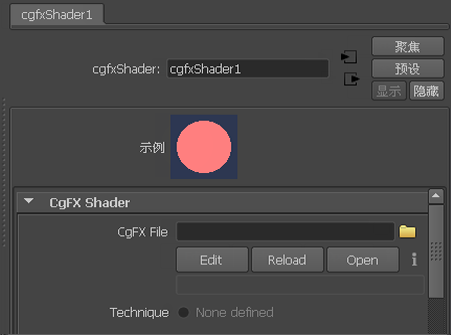 cgfxShader1
聚焦
cgfxShader: cgfxShader1 预设
显示 隐藏
示例
CgFX Shader
CgFX File
Edit Reload Open i
Technique None defined